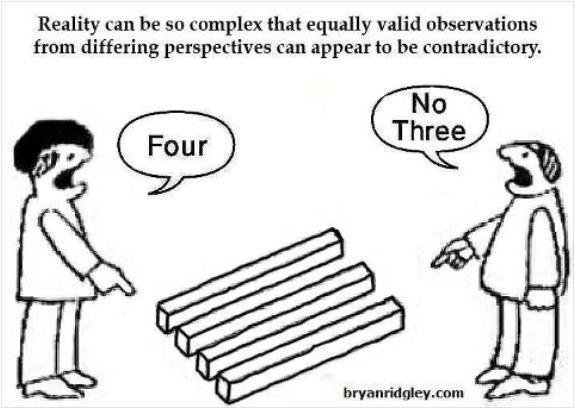 Reality can be so complex that equally valid observations
from differing perspectives can appear to be contradictory.
Four
No
Three
bryanridgley.com